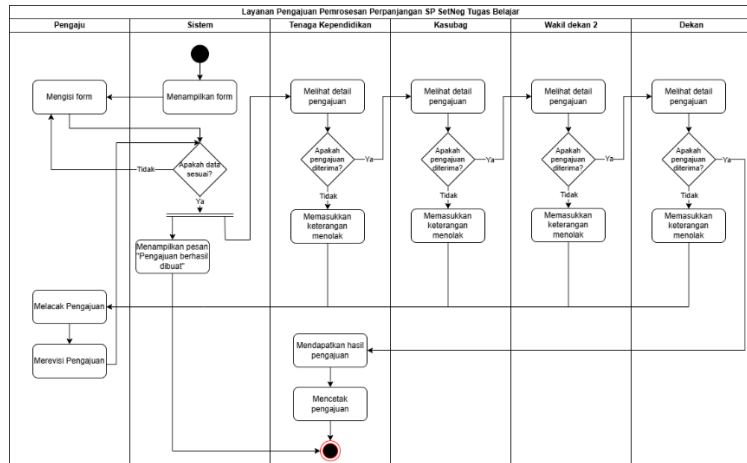 Layanan Pengajuan Pemrosesan Perpanjangan SP SetNeg Tugas Belajar
Pengaju
Sistem
Tenaga Kependidikan
Kasubag
Wakil dekan 2
Dekan
Mengisi form
Menampilkan form
Melihat detail
pengajuan
Melihat detail
pengajuan
Melihat detail
pengajuan
Melihat detail
pengajuan
Apakah data
sesuai?
Tidak
Ya
Apakah
pengajuan
diterima?
Ya
Tidak
Apakah
pengajuan
diterima?
Ya
Tidak
Apakah
pengajuan
diterima?
Ya
Tidak
Apakah
pengajuan
diterima?
Ya
Tidak
Menampilkan pesan
"Pengajuan berhasil
dibuat"
Memasukkan
keterangan
menolak
Memasukkan
keterangan
menolak
Memasukkan
keterangan
menolak
Memasukkan
keterangan
menolak
Melacak Pengajuan
Merevisi Pengajuan
Mendapatkan hasil
pengajuan
Mencetak
pengajuan